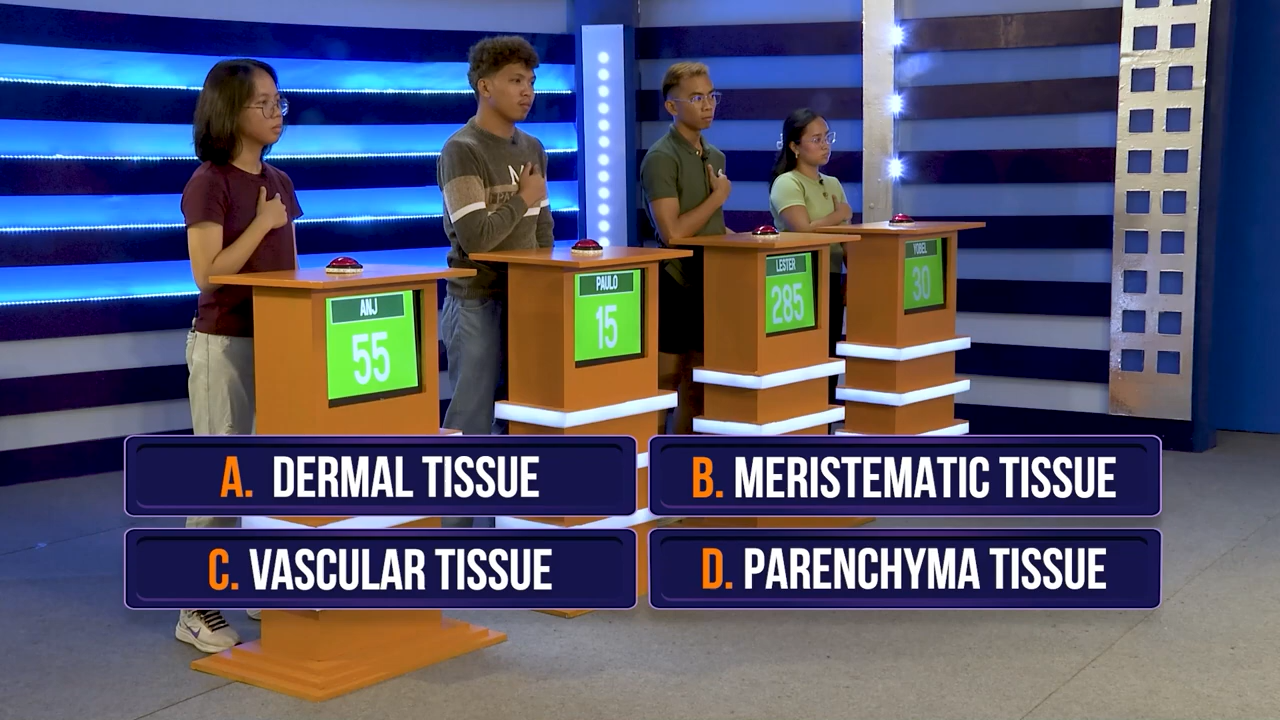 ANJ
55
PAULO
15
LESTER
285
YOBEL
30
A. DERMAL TISSUE
B. MERISTEMATIC TISSUE
C. VASCULAR TISSUE
D. PARENCHYMA TISSUE